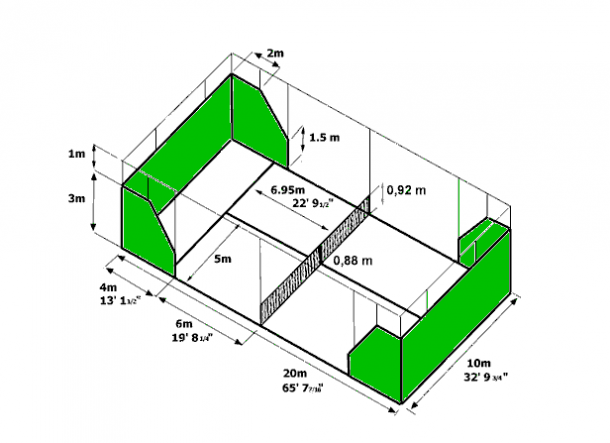 2m
1.5 m
1m
3m
6.95m
22' 9 1/2"
0,92 m
5m
0,88 m
4m
13' 1 1/2"
6m
19' 8 1/4"
20m
65' 7 7/16"
10m
32' 9 3/4"